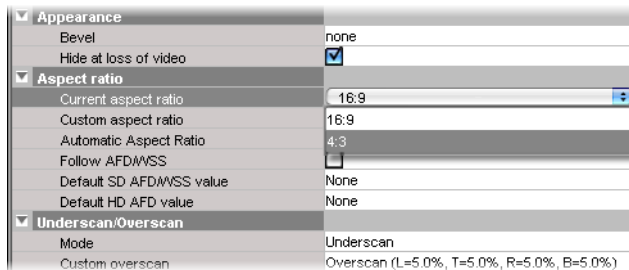 Appearance
Bevel none
Hide at loss of video
Aspect ratio
Current aspect ratio 16:9
Custom aspect ratio 16:9
Automatic Aspect Ratio 4:3
Follow AFD/WSS
Default SD AFD/WSS value None
Default HD AFD value None
Underscan/Overscan
Mode Underscan
Custom overscan Overscan (L=5.0%, T=5.0%, R=5.0%, B=5.0%)